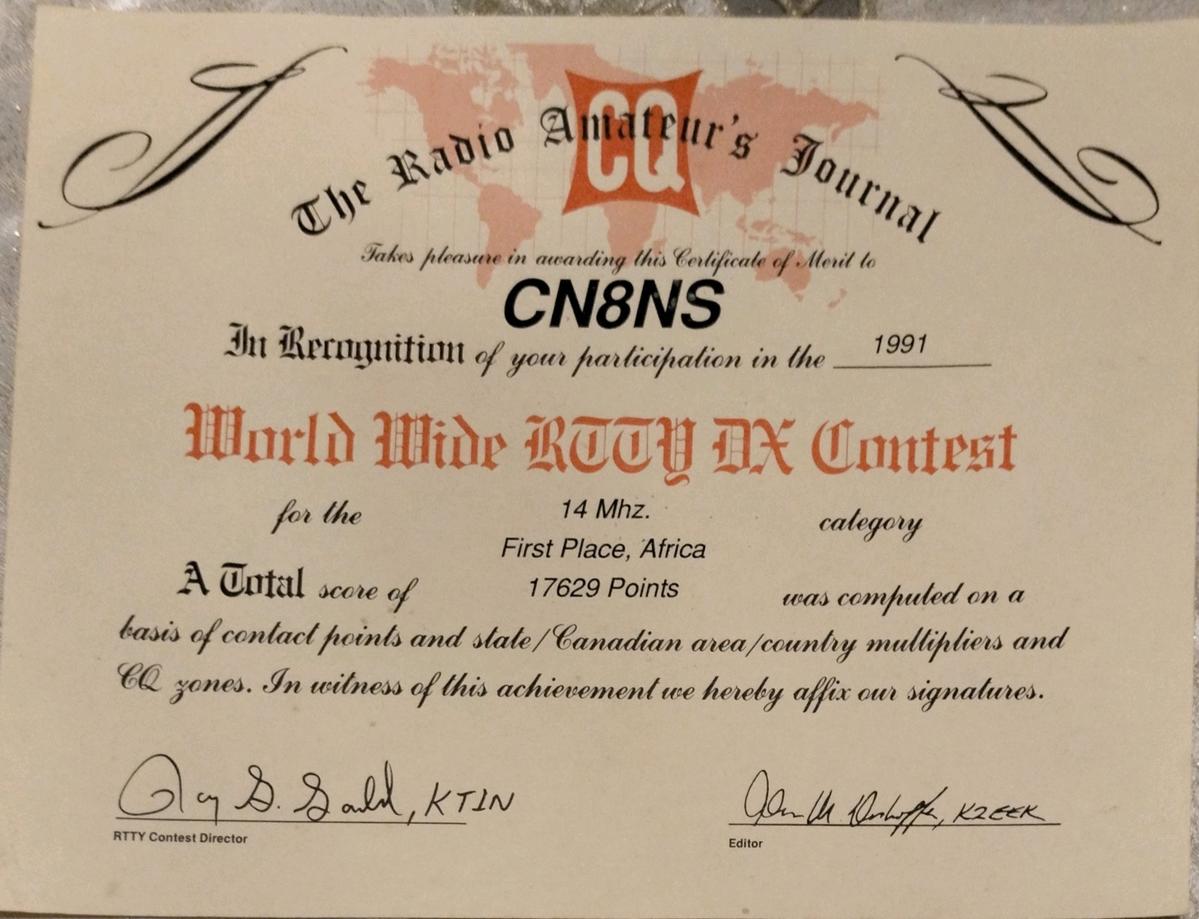 CQ
The Radio Amateur's Journal
Takes pleasure in awarding this Certificate of Merit to
CN8NS
In Recognition of your participation in the 1991
World Wide RTTY DX Contest
for the 14 Mhz. category
First Place, Africa
A Total score of 17629 Points was computed on a
basis of contact points and state/Canadian area/country multipliers and
CQ zones. In witness of this achievement we hereby affix our signatures.
Roy G. Gould, KT1N
K2EEK
RTTY Contest Director
Editor